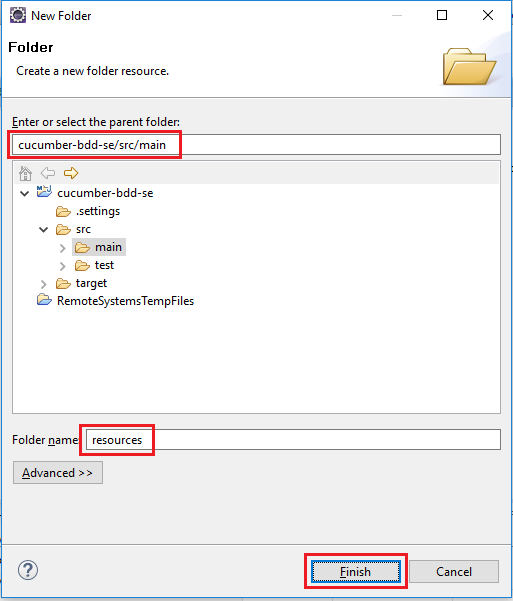 New Folder
Folder
Create a new folder resource.
Enter or select the parent folder:
cucumber-bdd-se/src/main
cucumber-bdd-se
.settings
src
main
test
target
RemoteSystemsTempFiles
Folder name:
resources
Advanced >>
?
Finish
Cancel